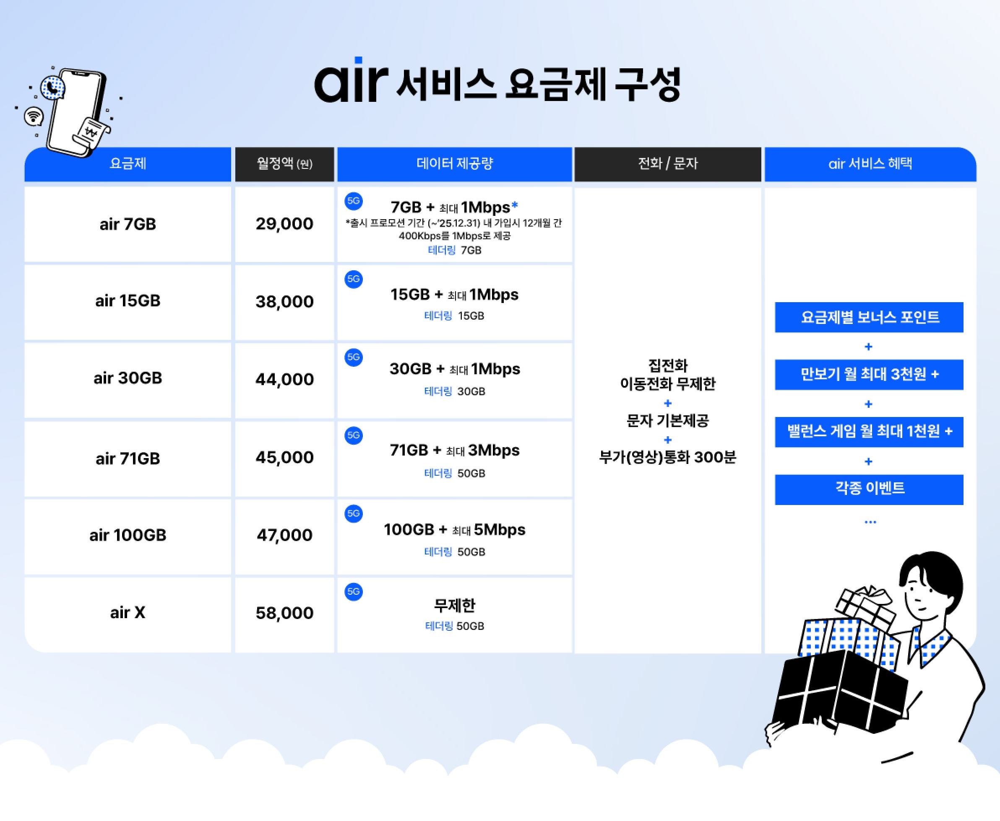 air 서비스 요금제 구성
₩
요금제
월정액 (원)
데이터 제공량
전화 / 문자
air 서비스 혜택
air 7GB
29,000
5G
7GB + 최대 1Mbps*
*출시 프로모션 기간 (~'25.12.31) 내 가입시 12개월 간
400Kbps를 1Mbps로 제공
테더링 7GB
air 15GB
38,000
5G
15GB + 최대 1Mbps
테더링 15GB
air 30GB
44,000
5G
30GB + 최대 1Mbps
테더링 30GB
air 71GB
45,000
5G
71GB + 최대 3Mbps
테더링 50GB
air 100GB
47,000
5G
100GB + 최대 5Mbps
테더링 50GB
air X
58,000
5G
무제한
테더링 50GB
집전화
이동전화 무제한
+
문자 기본제공
+
부가(영상)통화 300분
요금제별 보너스 포인트
+
만보기 월 최대 3천원 +
+
밸런스 게임 월 최대 1천원 +
+
각종 이벤트
...